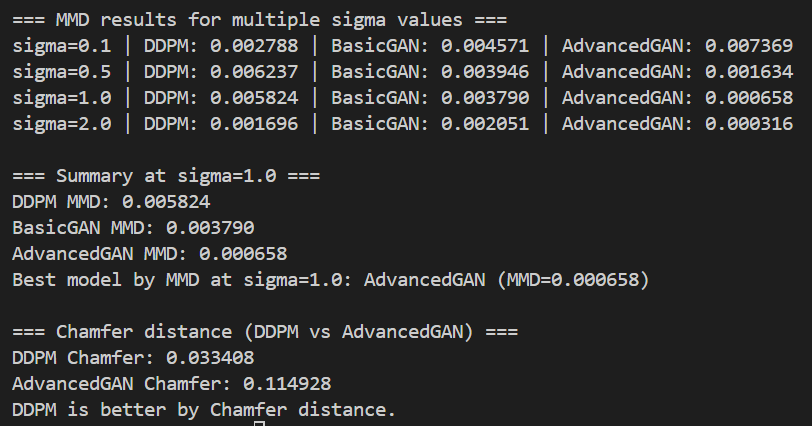 === MMD results for multiple sigma values ===
sigma=0.1 | DDPM: 0.002788 | BasicGAN: 0.004571 | AdvancedGAN: 0.007369
sigma=0.5 | DDPM: 0.006237 | BasicGAN: 0.003946 | AdvancedGAN: 0.001634
sigma=1.0 | DDPM: 0.005824 | BasicGAN: 0.003790 | AdvancedGAN: 0.000658
sigma=2.0 | DDPM: 0.001696 | BasicGAN: 0.002051 | AdvancedGAN: 0.000316
=== Summary at sigma=1.0 ===
DDPM MMD: 0.005824
BasicGAN MMD: 0.003790
AdvancedGAN MMD: 0.000658
Best model by MMD at sigma=1.0: AdvancedGAN (MMD=0.000658)
=== Chamfer distance (DDPM vs AdvancedGAN) ===
DDPM Chamfer: 0.033408
AdvancedGAN Chamfer: 0.114928
DDPM is better by Chamfer distance.